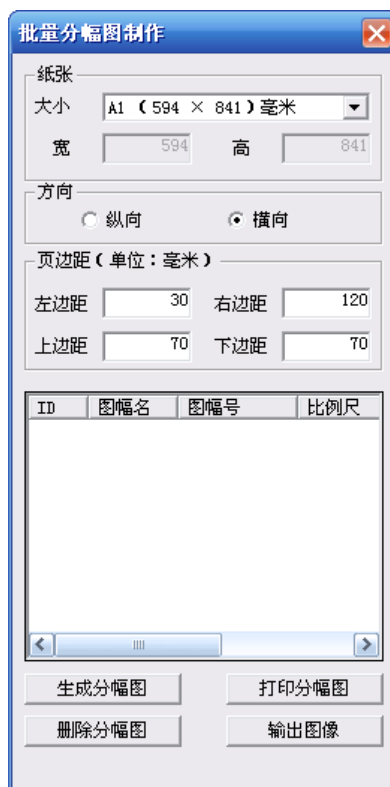 批量分幅图制作
纸张
大小 A1 (594 × 841)毫米
宽 594 高 841
方向
纵向 横向
页边距(单位:毫米)
左边距 30 右边距 120
上边距 70 下边距 70
ID 图幅名 图幅号 比例尺
生成分幅图 打印分幅图
删除分幅图 输出图像